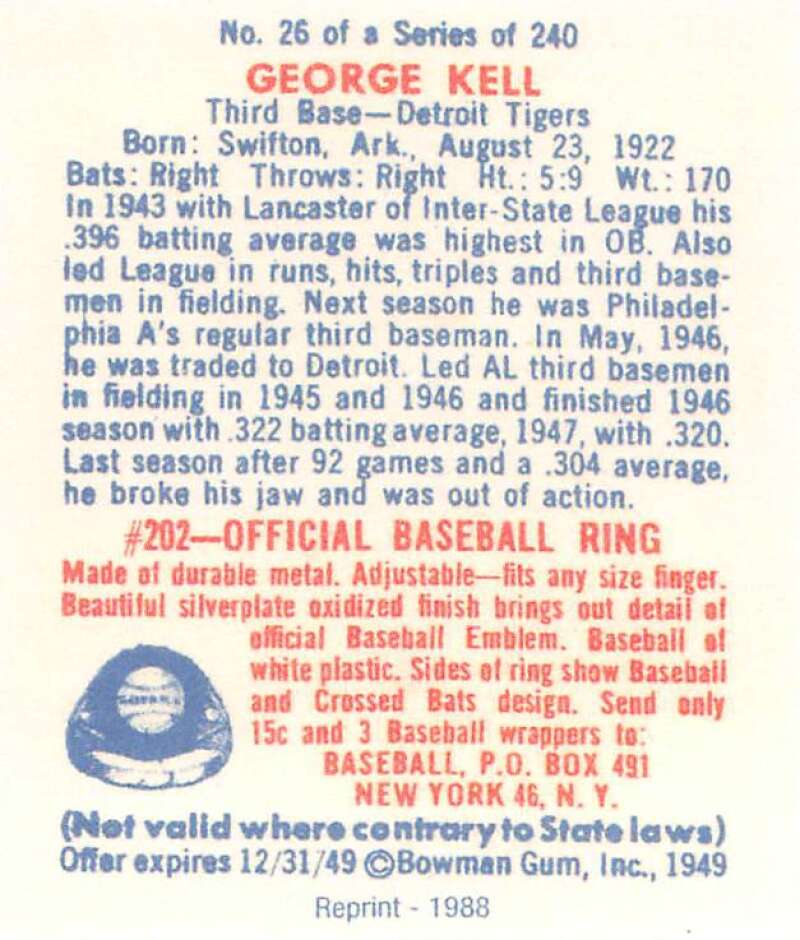 No. 26 of a Series of 240
GEORGE KELL
Third Base—Detroit Tigers
Born: Swifton, Ark., August 23, 1922
Bats: Right Throws: Right Ht.: 5:9 Wt.: 170
In 1943 with Lancaster of Inter-State League his
.396 batting average was highest in OB. Also
led League in runs, hits, triples and third base-
men in fielding. Next season he was Philadel-
phia A's regular third baseman. In May, 1946,
he was traded to Detroit. Led AL third basemen
in fielding in 1945 and 1946 and finished 1946
season with .322 batting average, 1947, with .320.
Last season after 92 games and a .304 average,
he broke his jaw and was out of action.
#202—OFFICIAL BASEBALL RING
Made of durable metal. Adjustable—fits any size finger.
Beautiful silverplate oxidized finish brings out detail of
official Baseball Emblem. Baseball of
white plastic. Sides of ring show Baseball
and Crossed Bats design. Send only
15c and 3 Baseball wrappers to:
BASEBALL, P.O. BOX 491
NEW YORK 46, N. Y.
(Not valid where contrary to State laws)
Offer expires 12/31/49 ©Bowman Gum, Inc., 1949
Reprint - 1988